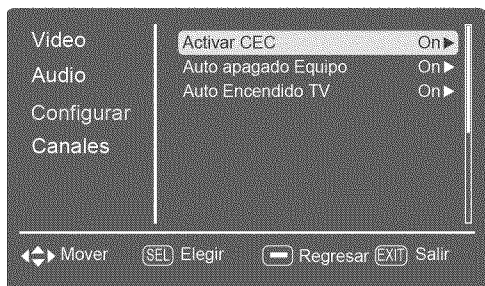 Video
Audio
Configurar
Canales
Activar CEC On
Auto apagado Equipo On
Auto Encendido TV On
Mover SEL Elegir Regresar EXIT Salir